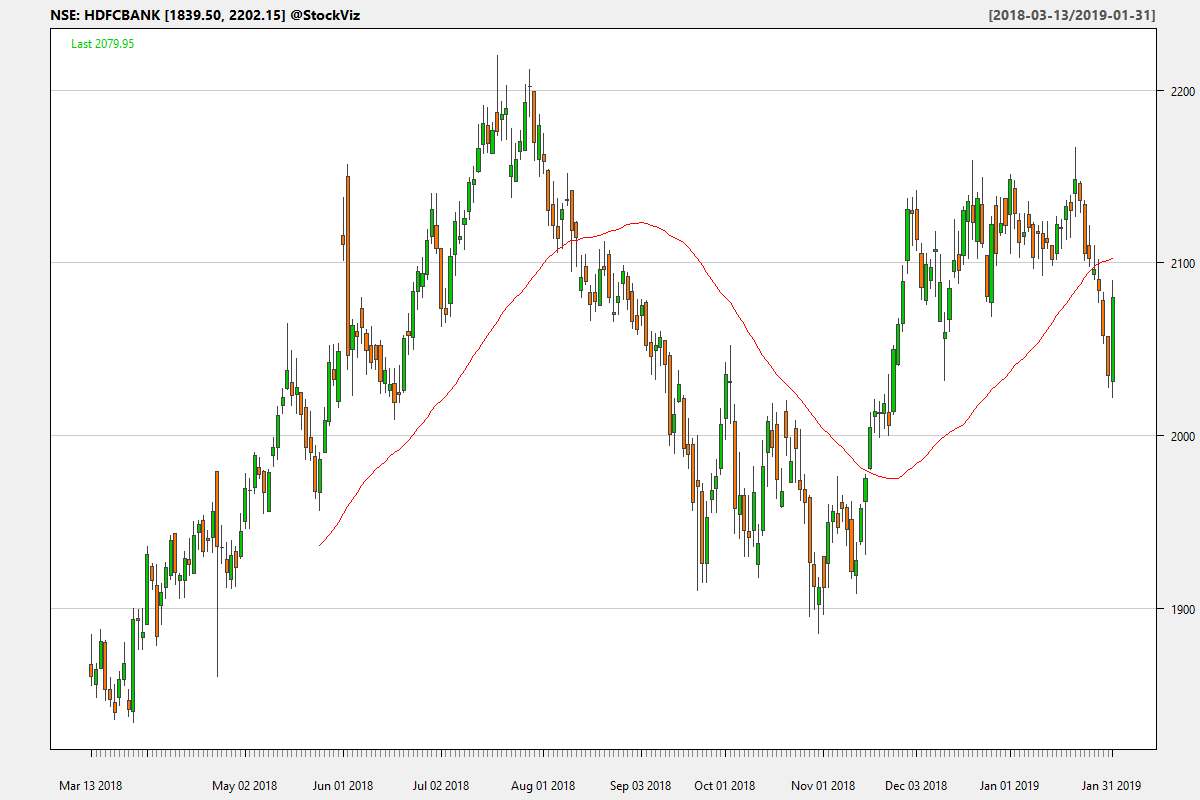 NSE: HDFCBANK [1839.50, 2202.15] @StockViz
[2018-03-13/2019-01-31]
Last 2079.95
2200
2100
2000
1900
Mar 13 2018 May 02 2018 Jun 01 2018 Jul 02 2018 Aug 01 2018 Sep 03 2018 Oct 01 2018 Nov 01 2018 Dec 03 2018 Jan 01 2019 Jan 31 2019